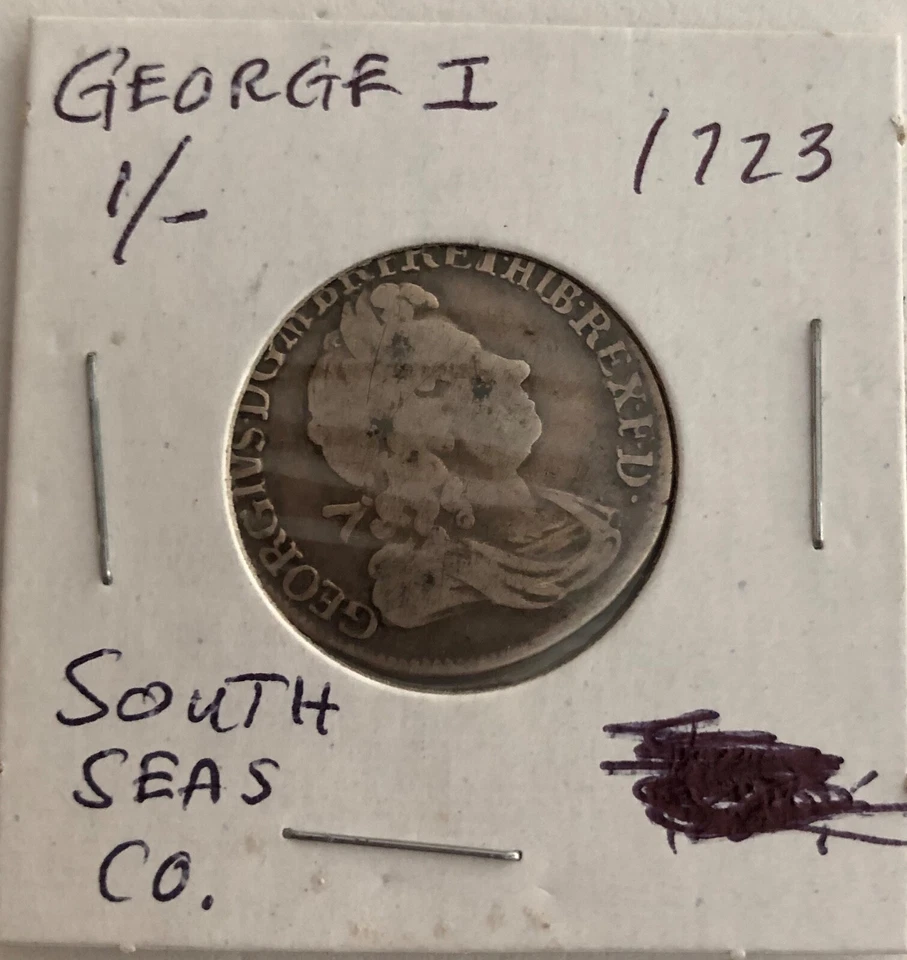 GEORGE I
1/- 1723
GEORGIVS·D·G·M·BR·FR·ET·HIB·REX·F·D·
SOUTH
SEAS
CO.